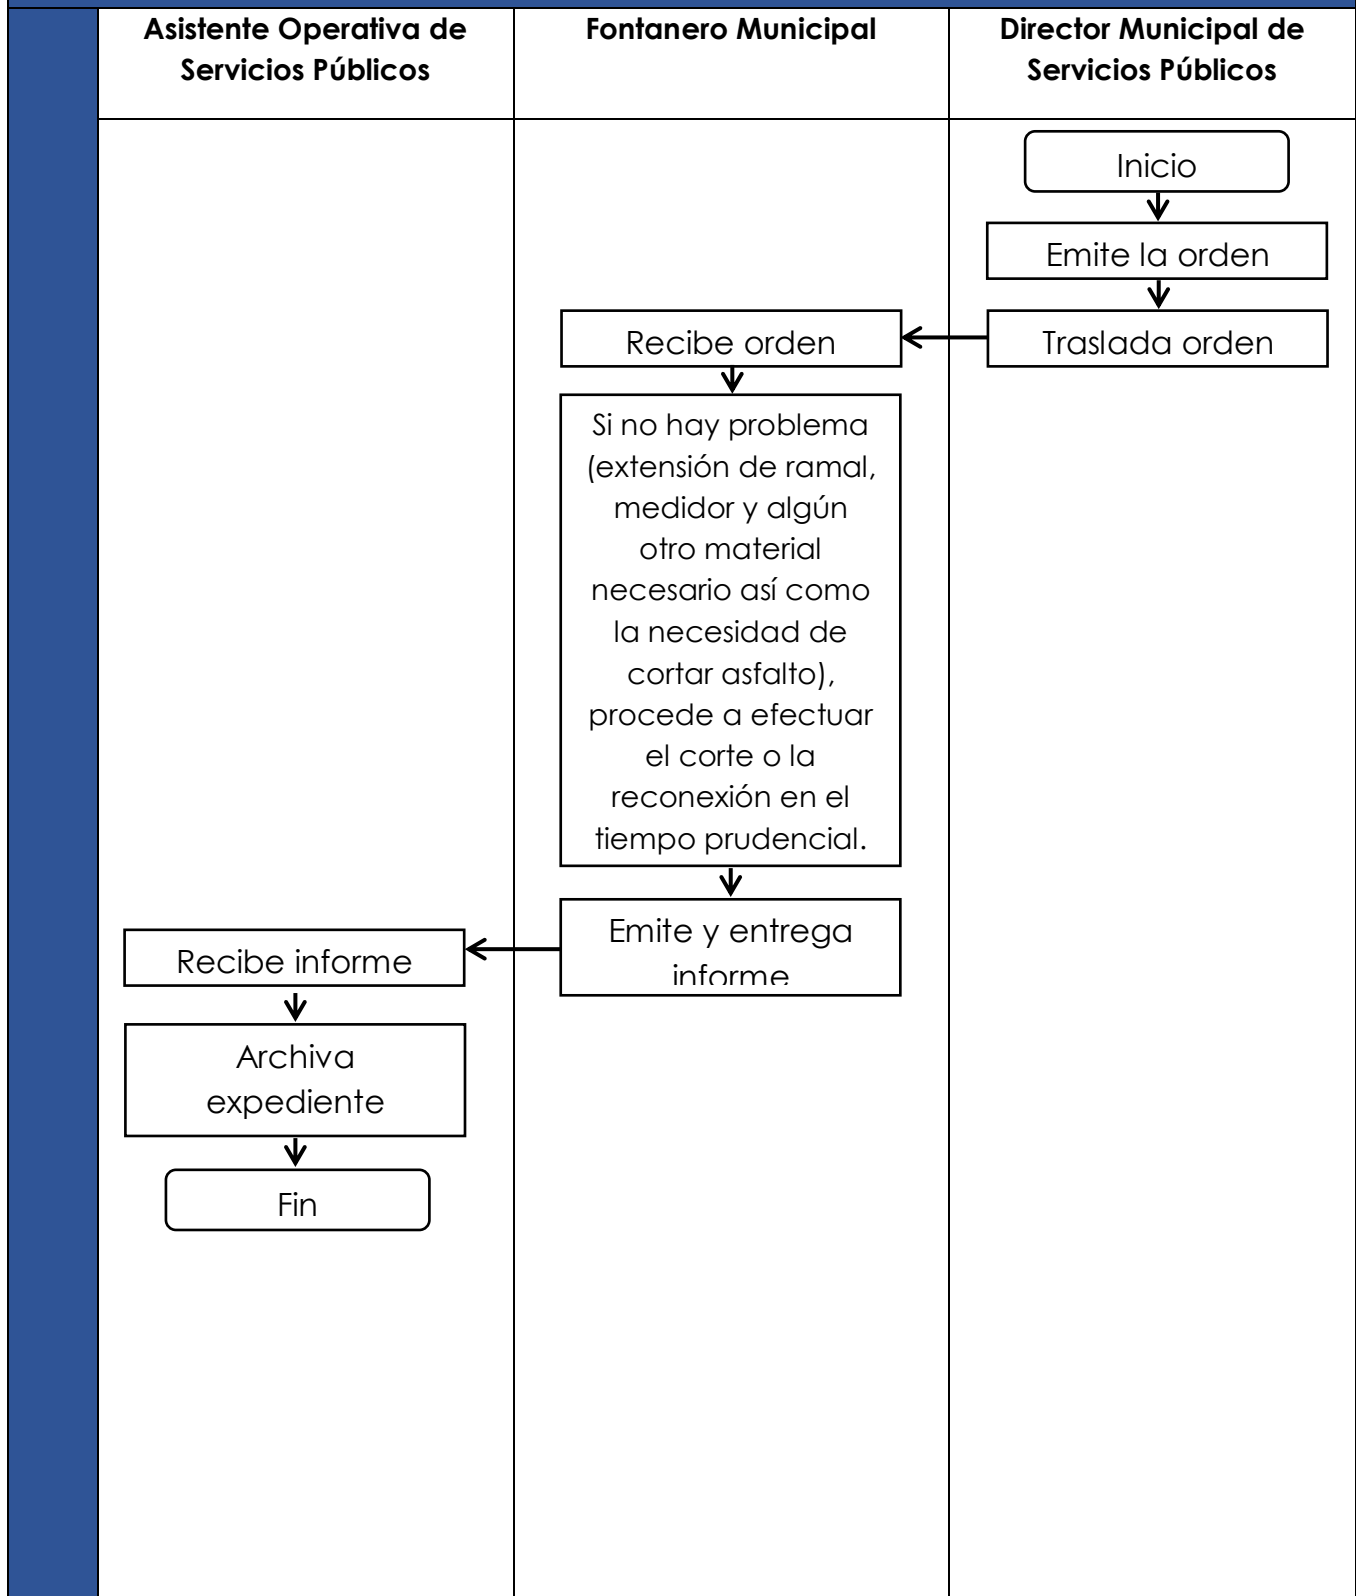 Asistente Operativa de
Servicios Públicos
Fontanero Municipal
Director Municipal de
Servicios Públicos
Inicio
Emite la orden
Traslada orden
Recibe orden
Si no hay problema
(extensión de ramal,
medidor y algún
otro material
necesario así como
la necesidad de
cortar asfalto),
procede a efectuar
el corte o la
reconexión en el
tiempo prudencial.
Emite y entrega
informe
Recibe informe
Archiva
expediente
Fin